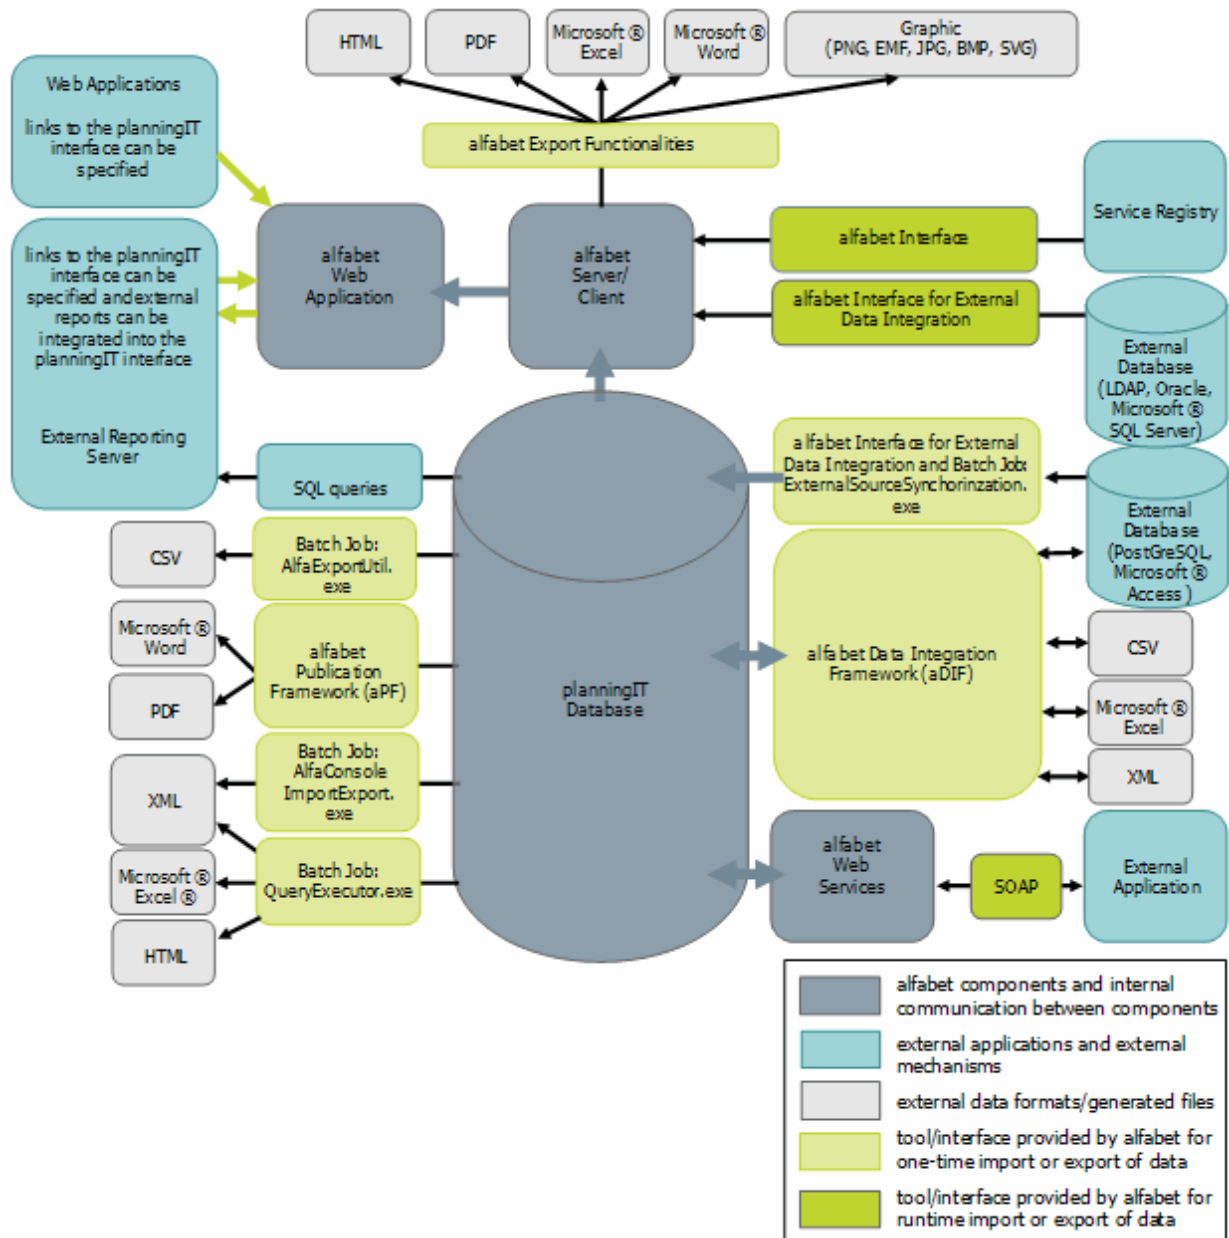 HTML
PDF
Microsoft ®
Excel
Microsoft ®
Word
Graphic
(PNG, EMF, JPG, BMP, SVG)
Web Applications
links to the planningIT
interface can be
specified
alfabet Export Functionalities
links to the planningIT
interface can be
specified andexternal
reports can be
integrated into the
planningIT interface
External Reporting
Server
alfabet
Web
Application
alfabet
Server/
Client
alfabet Interface
Service Registry
alfabet Interface for External
Data Integration
External
Database
(LDAP, Oracle,
Microsoft ®
SQL Server)
SQL queries
alfabet Interface for External
Data Integration and Batch Job:
ExternalSourceSynchorinzation.
exe
External
Database
(PostGreSQL,
Microsoft ®
Access )
CSV
Batch Job:
AlfaExportUtil.
exe
Microsoft ®
Word
PDF
alfabet
Publication
Framework (aPF)
planningIT
Database
alfabet Data Integration
Framework (aDIF)
CSV
Microsoft ®
Excel
XML
XML
Batch Job:
AlfaConsole
ImportExport.
exe
Microsoft ®
Excel ®
HTML
Batch Job:
QueryExecutor.exe
alfabet
Web
Services
SOAP
External
Application
alfabet components and internal
communication between components
external applications and external
mechanisms
external data formats/generated files
tool/interface provided by alfabet for
one-time import or export of data
tool/interface provided by alfabet for
runtime import or export of data